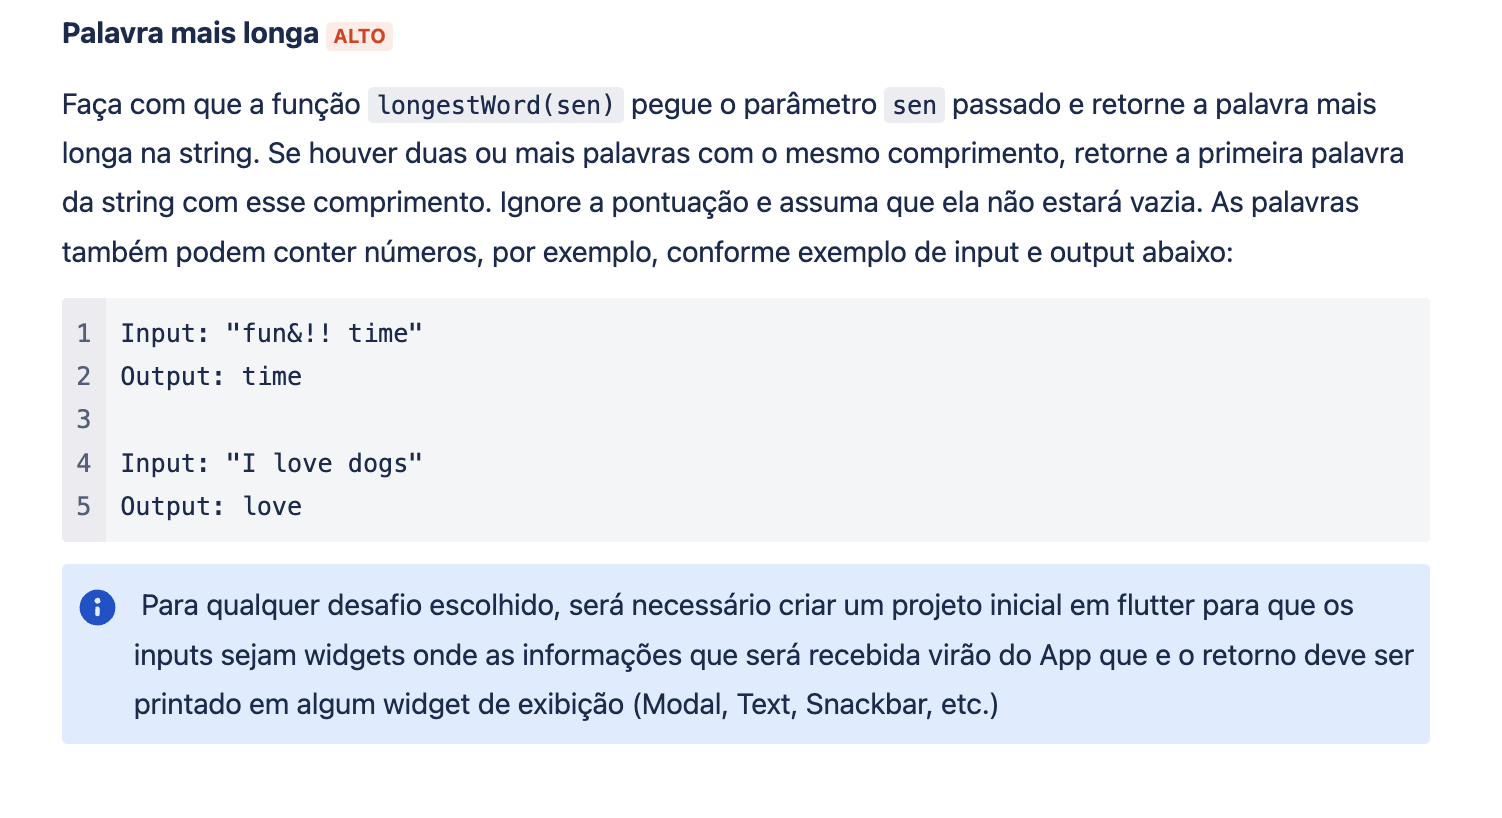 Palavra mais longa ALTO
Faça com que a função longestWord(sen) pegue o parâmetro sen passado e retorne a palavra mais
longa na string. Se houver duas ou mais palavras com o mesmo comprimento, retorne a primeira palavra
da string com esse comprimento. Ignore a pontuação e assuma que ela não estará vazia. As palavras
também podem conter números, por exemplo, conforme exemplo de input e output abaixo:
1 Input: "fun&!! time"
2 Output: time
3
4 Input: "I love dogs"
5 Output: love
Para qualquer desafio escolhido, será necessário criar um projeto inicial em flutter para que os
inputs sejam widgets onde as informações que será recebida virão do App que e o retorno deve ser
printado em algum widget de exibição (Modal, Text, Snackbar, etc.)